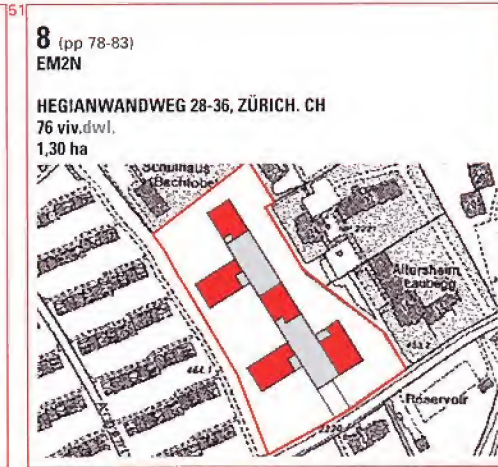 51
8 (pp 78-83)
EM2N
HEGIANWANDWEG 28-36, ZÜRICH. CH
76 viv.dwl.
1,30 ha
Schulhaus
Altersheim
Laubegg
Reservoir